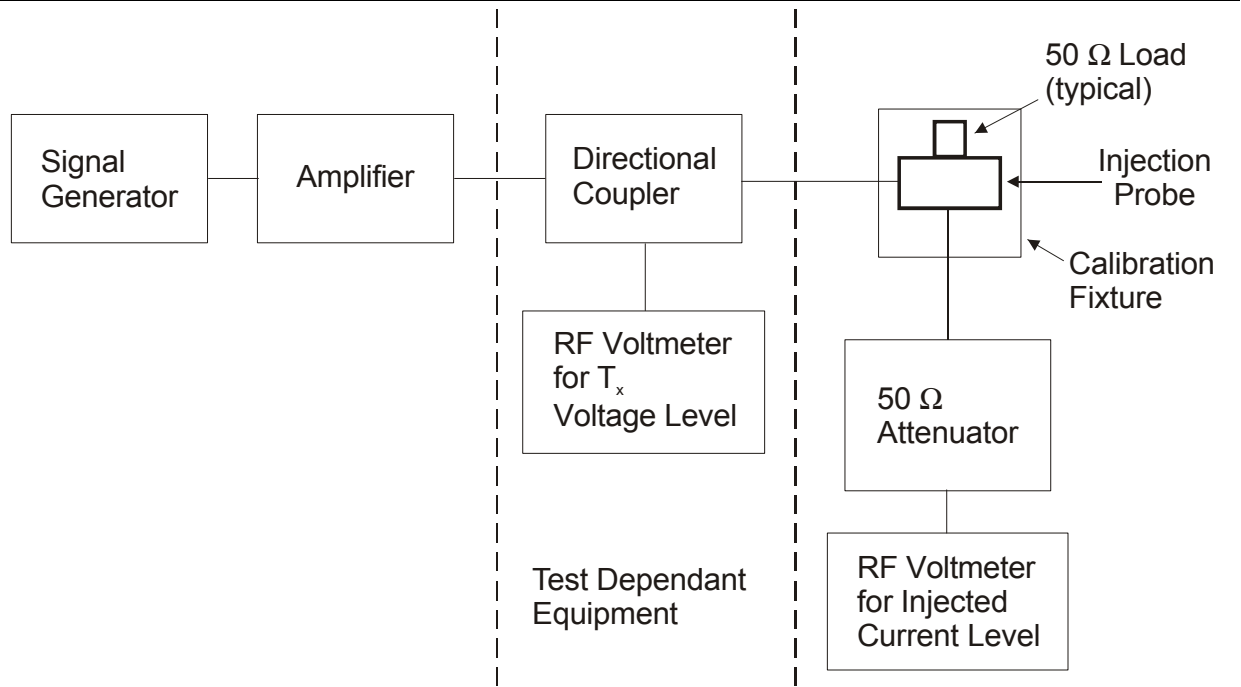 Signal
Generator
Amplifier
Directional
Coupler
50 Ω Load
(typical)
Injection
Probe
Calibration
Fixture
RF Voltmeter
for Tₓ
Voltage Level
50 Ω
Attenuator
Test Dependant
Equipment
RF Voltmeter
for Injected
Current Level